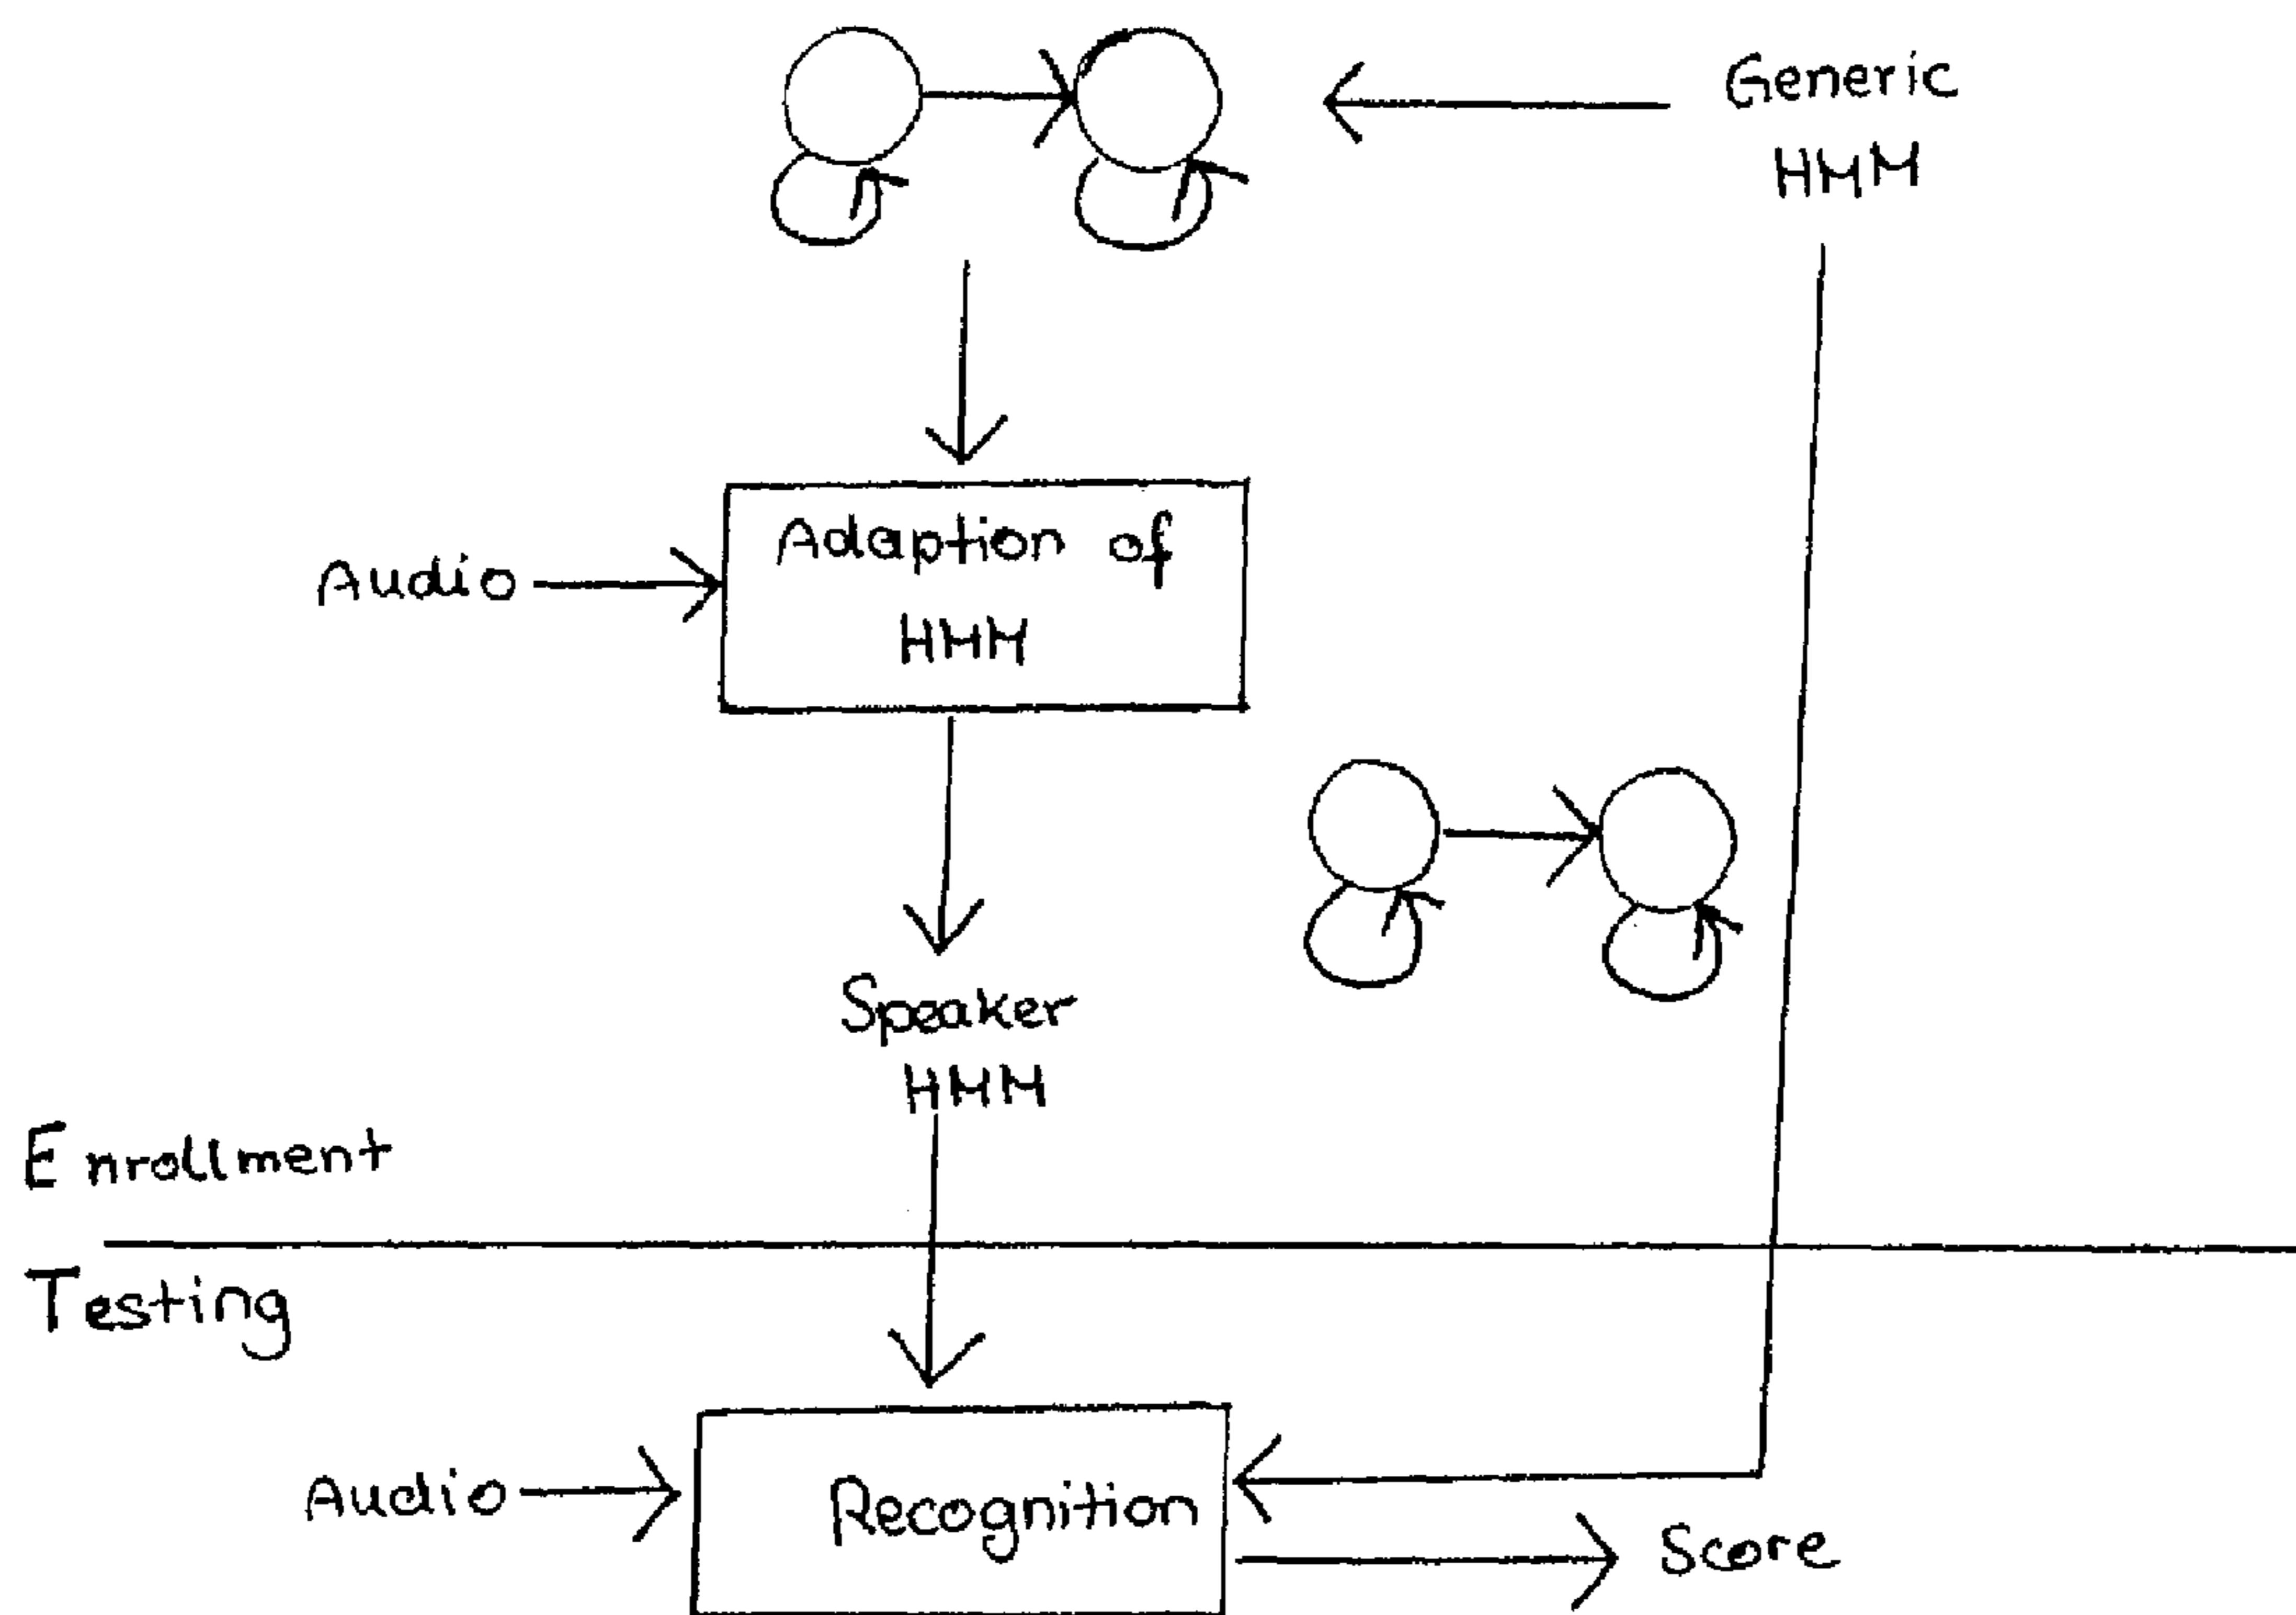 Generic
HMM
Audio
Adaption of
HMM
Speaker
HMM
Enrollment
Testing
Audio
Recognition
Score